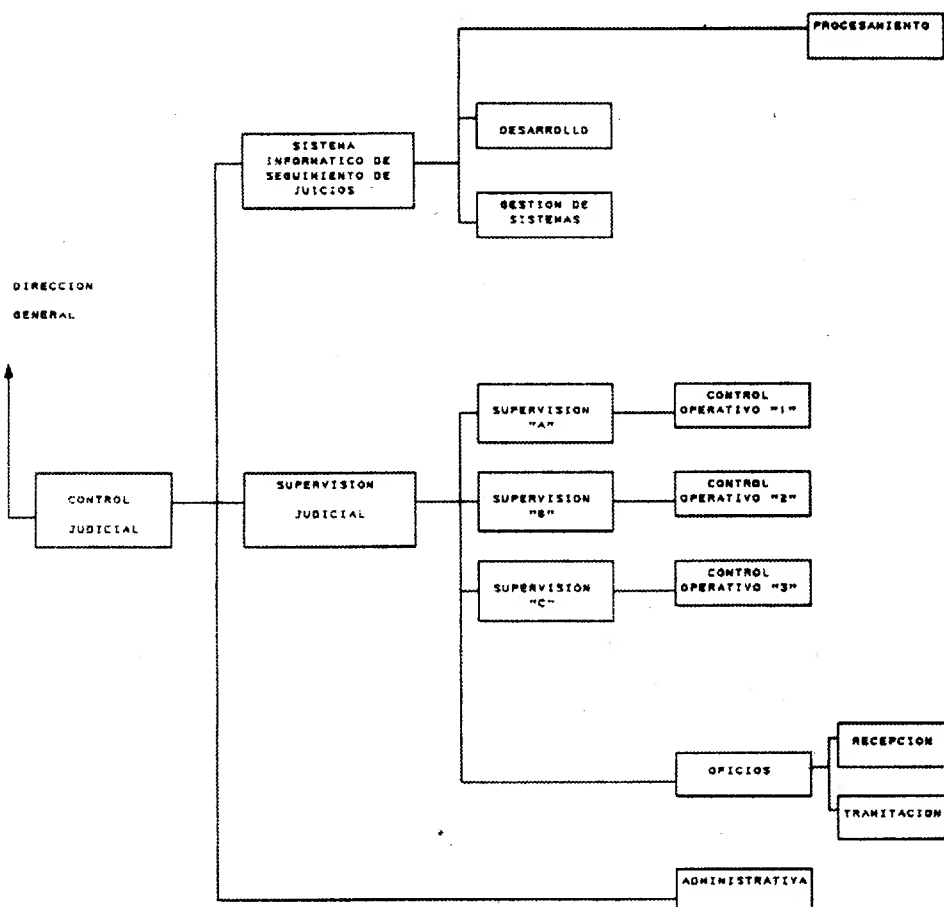 PROCESAMIENTO
DESARROLLO
SISTEMA
INFORMATICO DE
SEGUIMIENTO DE
JUICIOS
GESTION DE
SISTEMAS
DIRECCION
GENERAL
SUPERVISION
"A"
CONTROL
OPERATIVO "1"
CONTROL
JUDICIAL
SUPERVISION
JUDICIAL
SUPERVISION
"B"
CONTROL
OPERATIVO "2"
SUPERVISION
"C"
CONTROL
OPERATIVO "3"
RECEPCION
OFICIOS
TRAMITACION
ADMINISTRATIVA